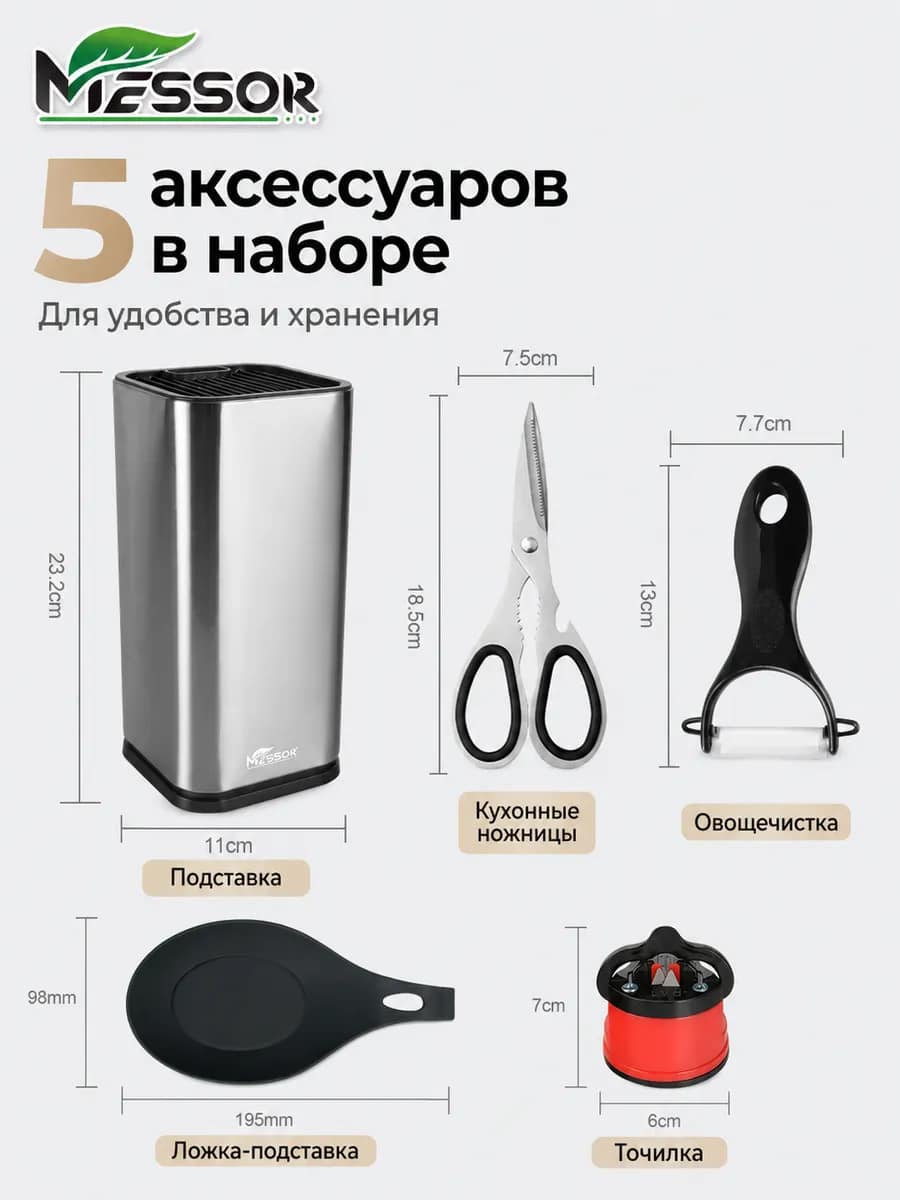 MESSOR
5 аксессуаров
в наборе
Для удобства и хранения
7.5cm
7.7cm
23.2cm
18.5cm
13cm
MESSOR
11cm
Подставка
Кухонные
ножницы
Овощечистка
98mm
195mm
Ложка-подставка
7cm
6cm
Точилка